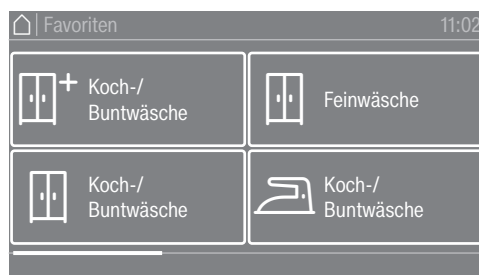 Favoriten 11:02
Koch-/
Buntwäsche
Feinwäsche
Koch-/
Buntwäsche
Koch-/
Buntwäsche